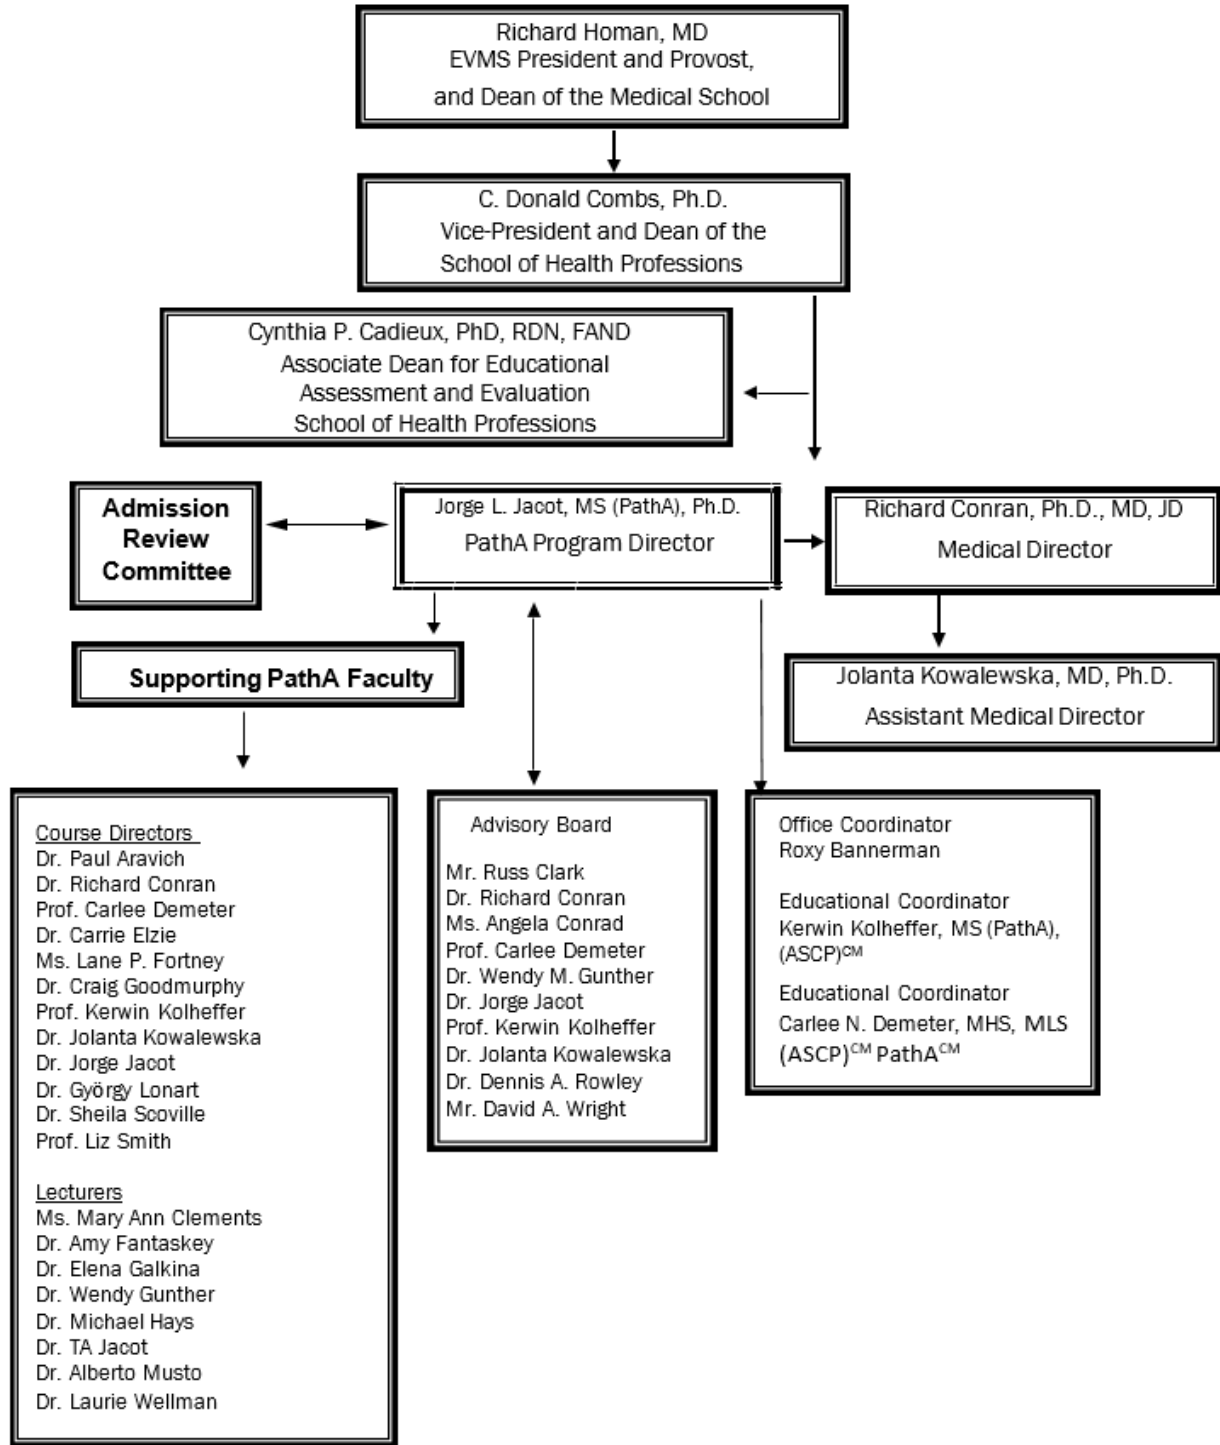 Richard Homan, MD
EVMS President and Provost,
and Dean of the Medical School
C. Donald Combs, Ph.D.
Vice-President and Dean of the
School of Health Professions
Cynthia P. Cadieux, PhD, RDN, FAND
Associate Dean for Educational
Assessment and Evaluation
School of Health Professions
Admission
Review
Committee
Jorge L. Jacot, MS (PathA), Ph.D.
PathA Program Director
Richard Conran, Ph.D., MD, JD
Medical Director
Supporting PathA Faculty
Jolanta Kowalewska, MD, Ph.D.
Assistant Medical Director
Course Directors
Dr. Paul Aravich
Dr. Richard Conran
Prof. Carlee Demeter
Dr. Carrie Elzie
Ms. Lane P. Fortney
Dr. Craig Goodmurphy
Prof. Kerwin Kolheffer
Dr. Jolanta Kowalewska
Dr. Jorge Jacot
Dr. György Lonart
Dr. Sheila Scoville
Prof. Liz Smith
Lecturers
Ms. Mary Ann Clements
Dr. Amy Fantaskey
Dr. Elena Galkina
Dr. Wendy Gunther
Dr. Michael Hays
Dr. TA Jacot
Dr. Alberto Musto
Dr. Laurie Wellman
Advisory Board
Mr. Russ Clark
Dr. Richard Conran
Ms. Angela Conrad
Prof. Carlee Demeter
Dr. Wendy M. Gunther
Dr. Jorge Jacot
Prof. Kerwin Kolheffer
Dr. Jolanta Kowalewska
Dr. Dennis A. Rowley
Mr. David A. Wright
Office Coordinator
Roxy Bannerman
Educational Coordinator
Kerwin Kolheffer, MS (PathA),
(ASCP)ᶜᴹ
Educational Coordinator
Carlee N. Demeter, MHS, MLS
(ASCP)ᶜᴹ PathAᶜᴹ